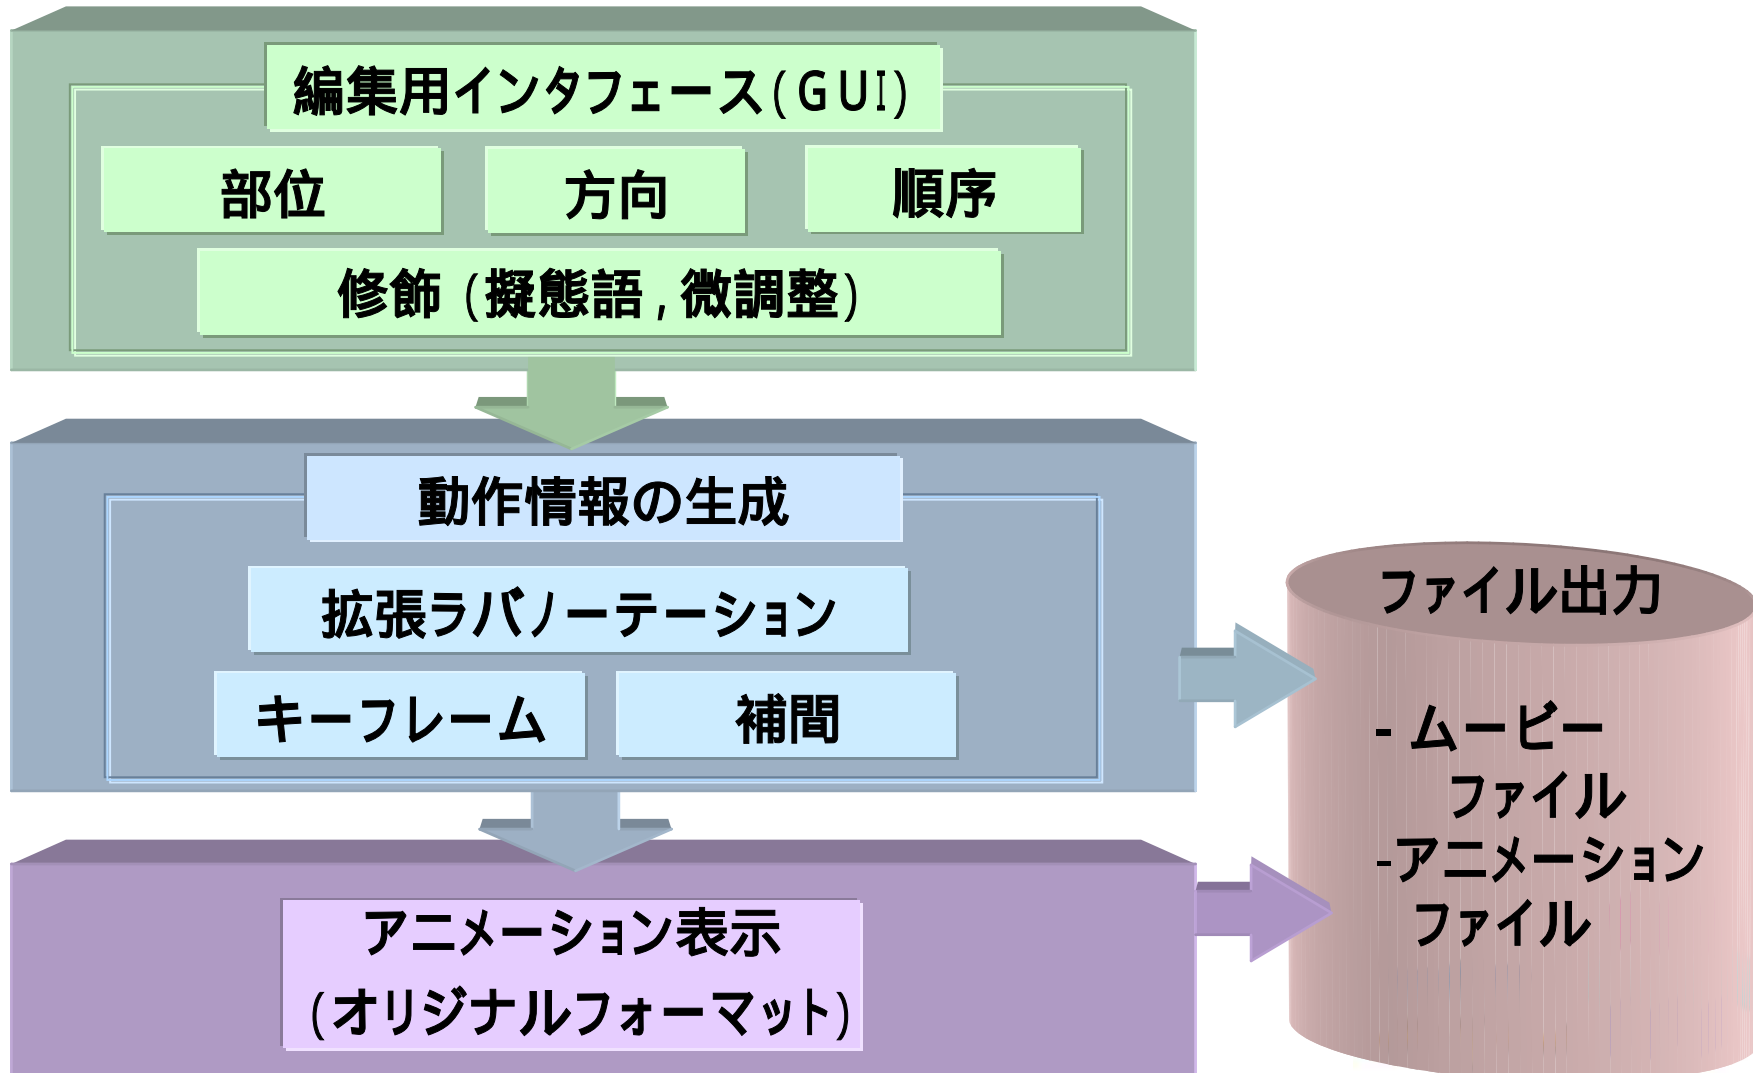 編集用インタフェース(GUI)
部位
方向
順序
修飾(擬態語,微調整)
動作情報の生成
拡張ラバノーテーション
キーフレーム
補間
アニメーション表示
(オリジナルフォーマット)
ファイル出力
- ムービー
ファイル
-アニメーション
ファイル